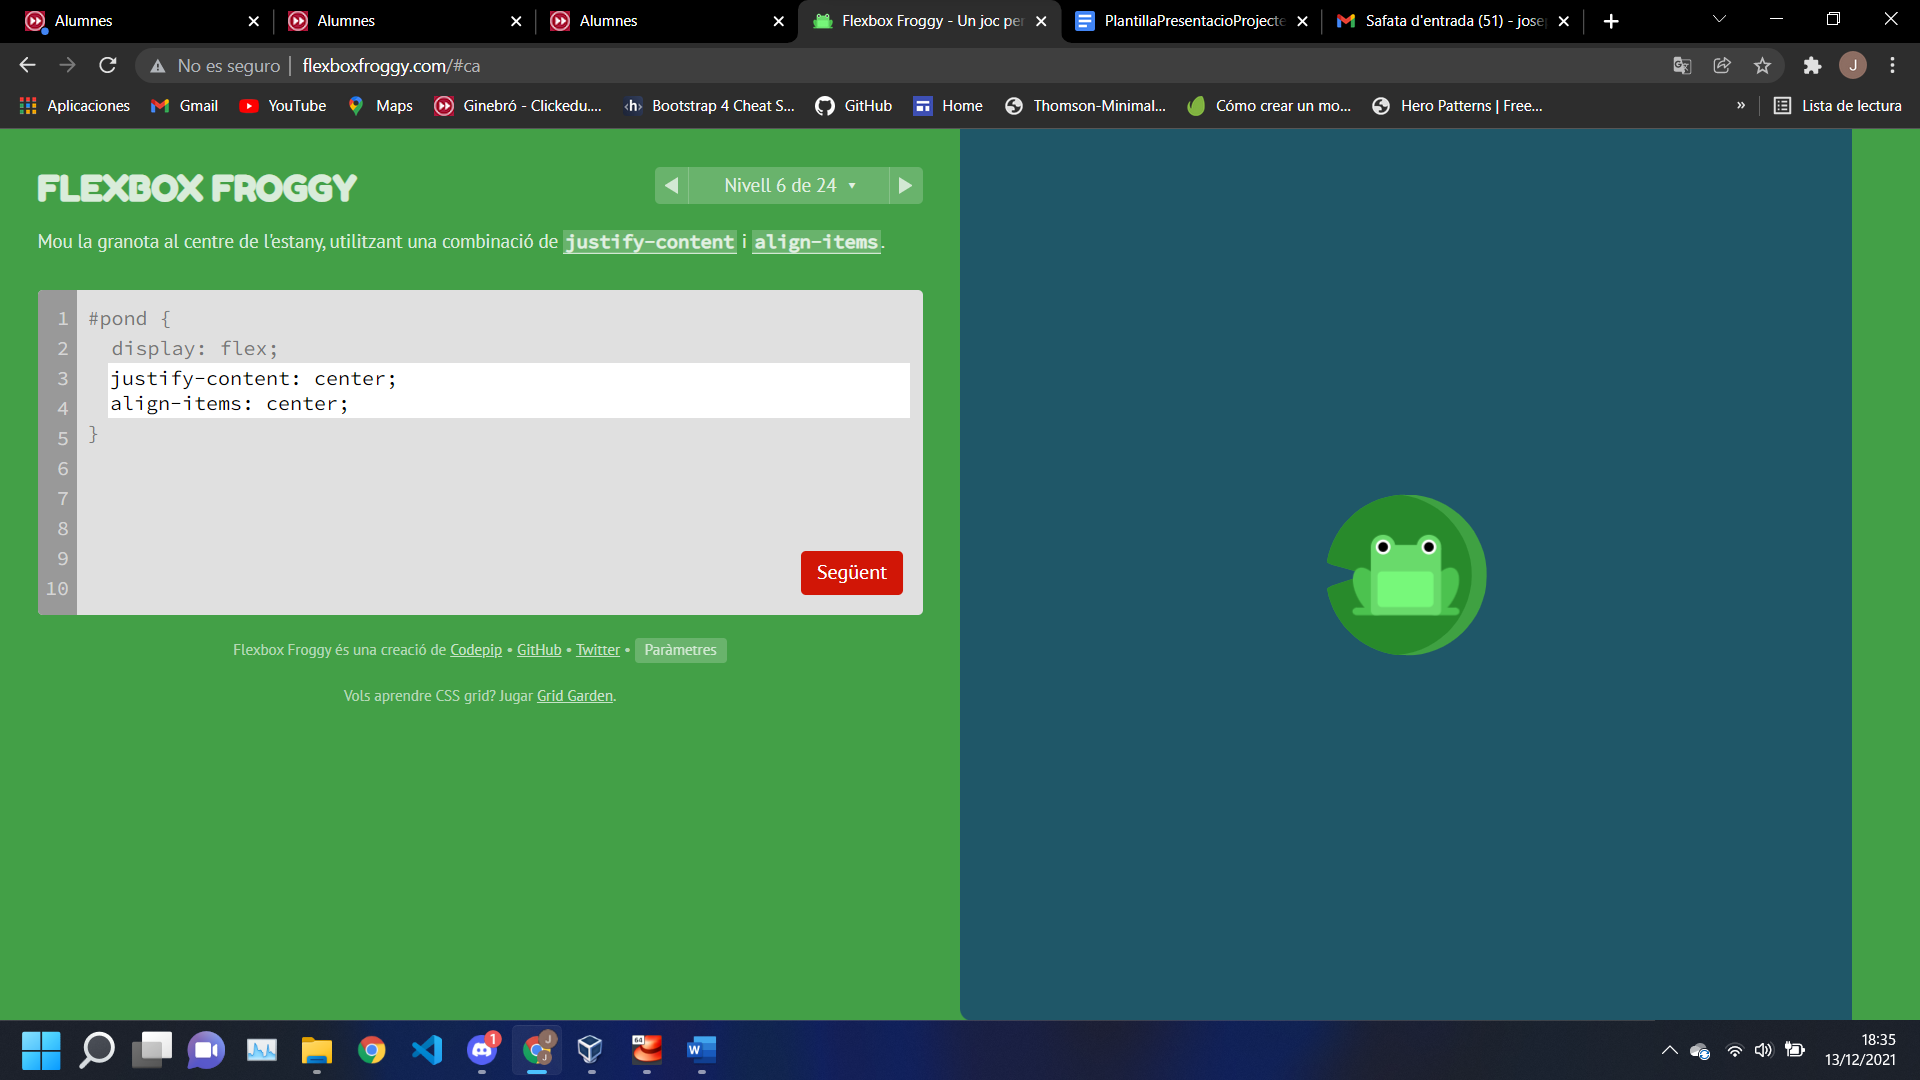 Alumnes
Alumnes
Alumnes
Flexbox Froggy - Un joc per
PlantillaPresentacioProjecte
Safata d'entrada (51) - josep
No es seguro | flexboxfroggy.com/#ca
J
Aplicaciones
Gmail
YouTube
Maps
Ginebró - Clickedu....
Bootstrap 4 Cheat S...
GitHub
Home
Thomson-Minimal...
Cómo crear un mo...
Hero Patterns | Free...
»
Lista de lectura
FLEXBOX FROGGY
Nivell 6 de 24
Mou la granota al centre de l'estany, utilitzant una combinació de justify-content i align-items.
1 #pond {
2 display: flex;
3 justify-content: center;
4 align-items: center;
5 }
6
7
8
9
10
Següent
Flexbox Froggy és una creació de Codepip • GitHub • Twitter • Paràmetres
Vols aprendre CSS grid? Jugar Grid Garden.
1
J
J
64
W
18:35
13/12/2021